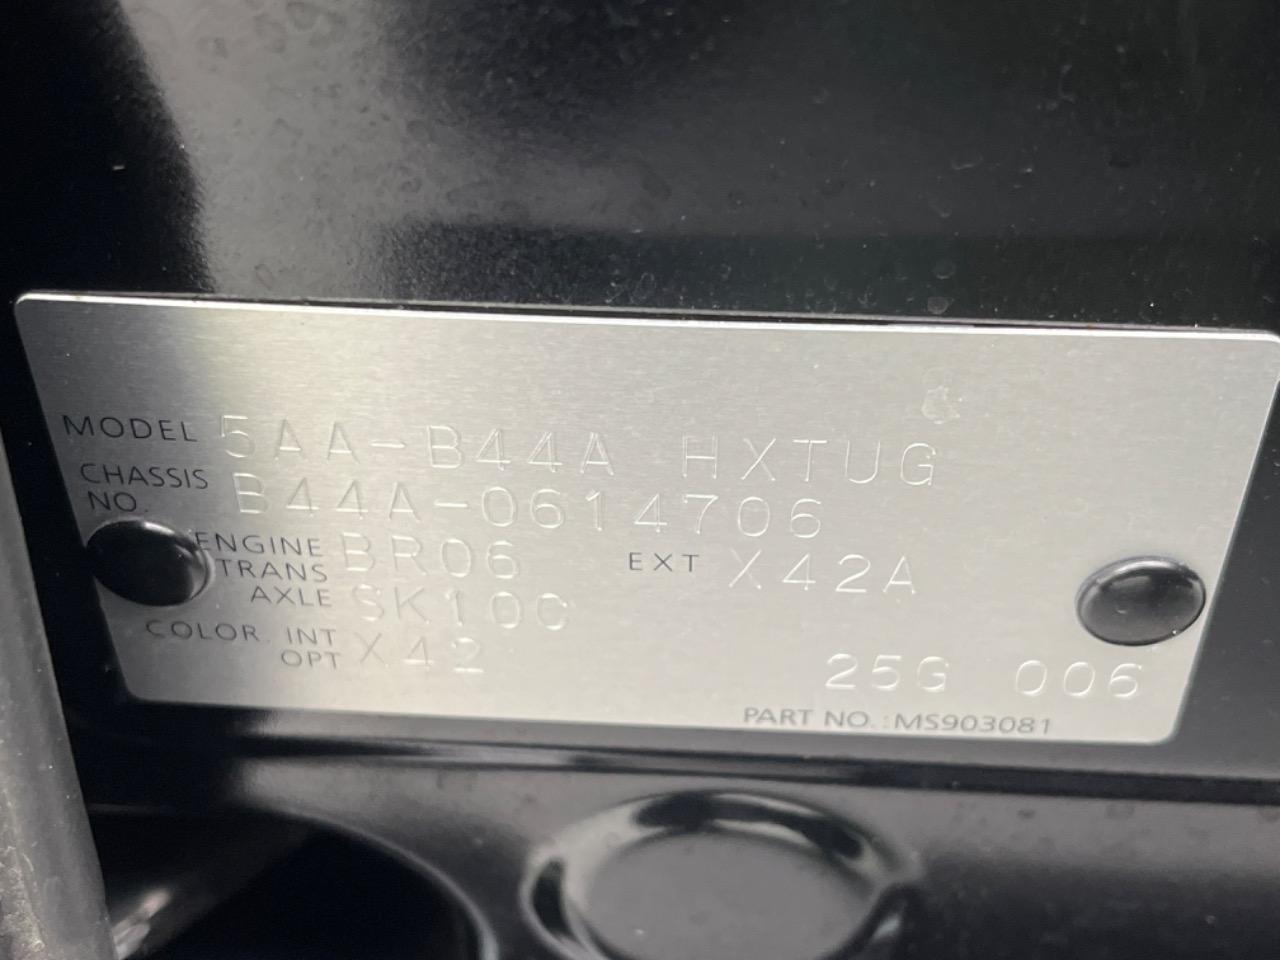 MODEL 5AA-B44A HXTUG
CHASSIS NO. B44A-0614706
ENGINE BR06 EXT X42A
TRANS AXLE SK10C
COLOR. INT OPT X42
25G 006
PART NO.:MS903081